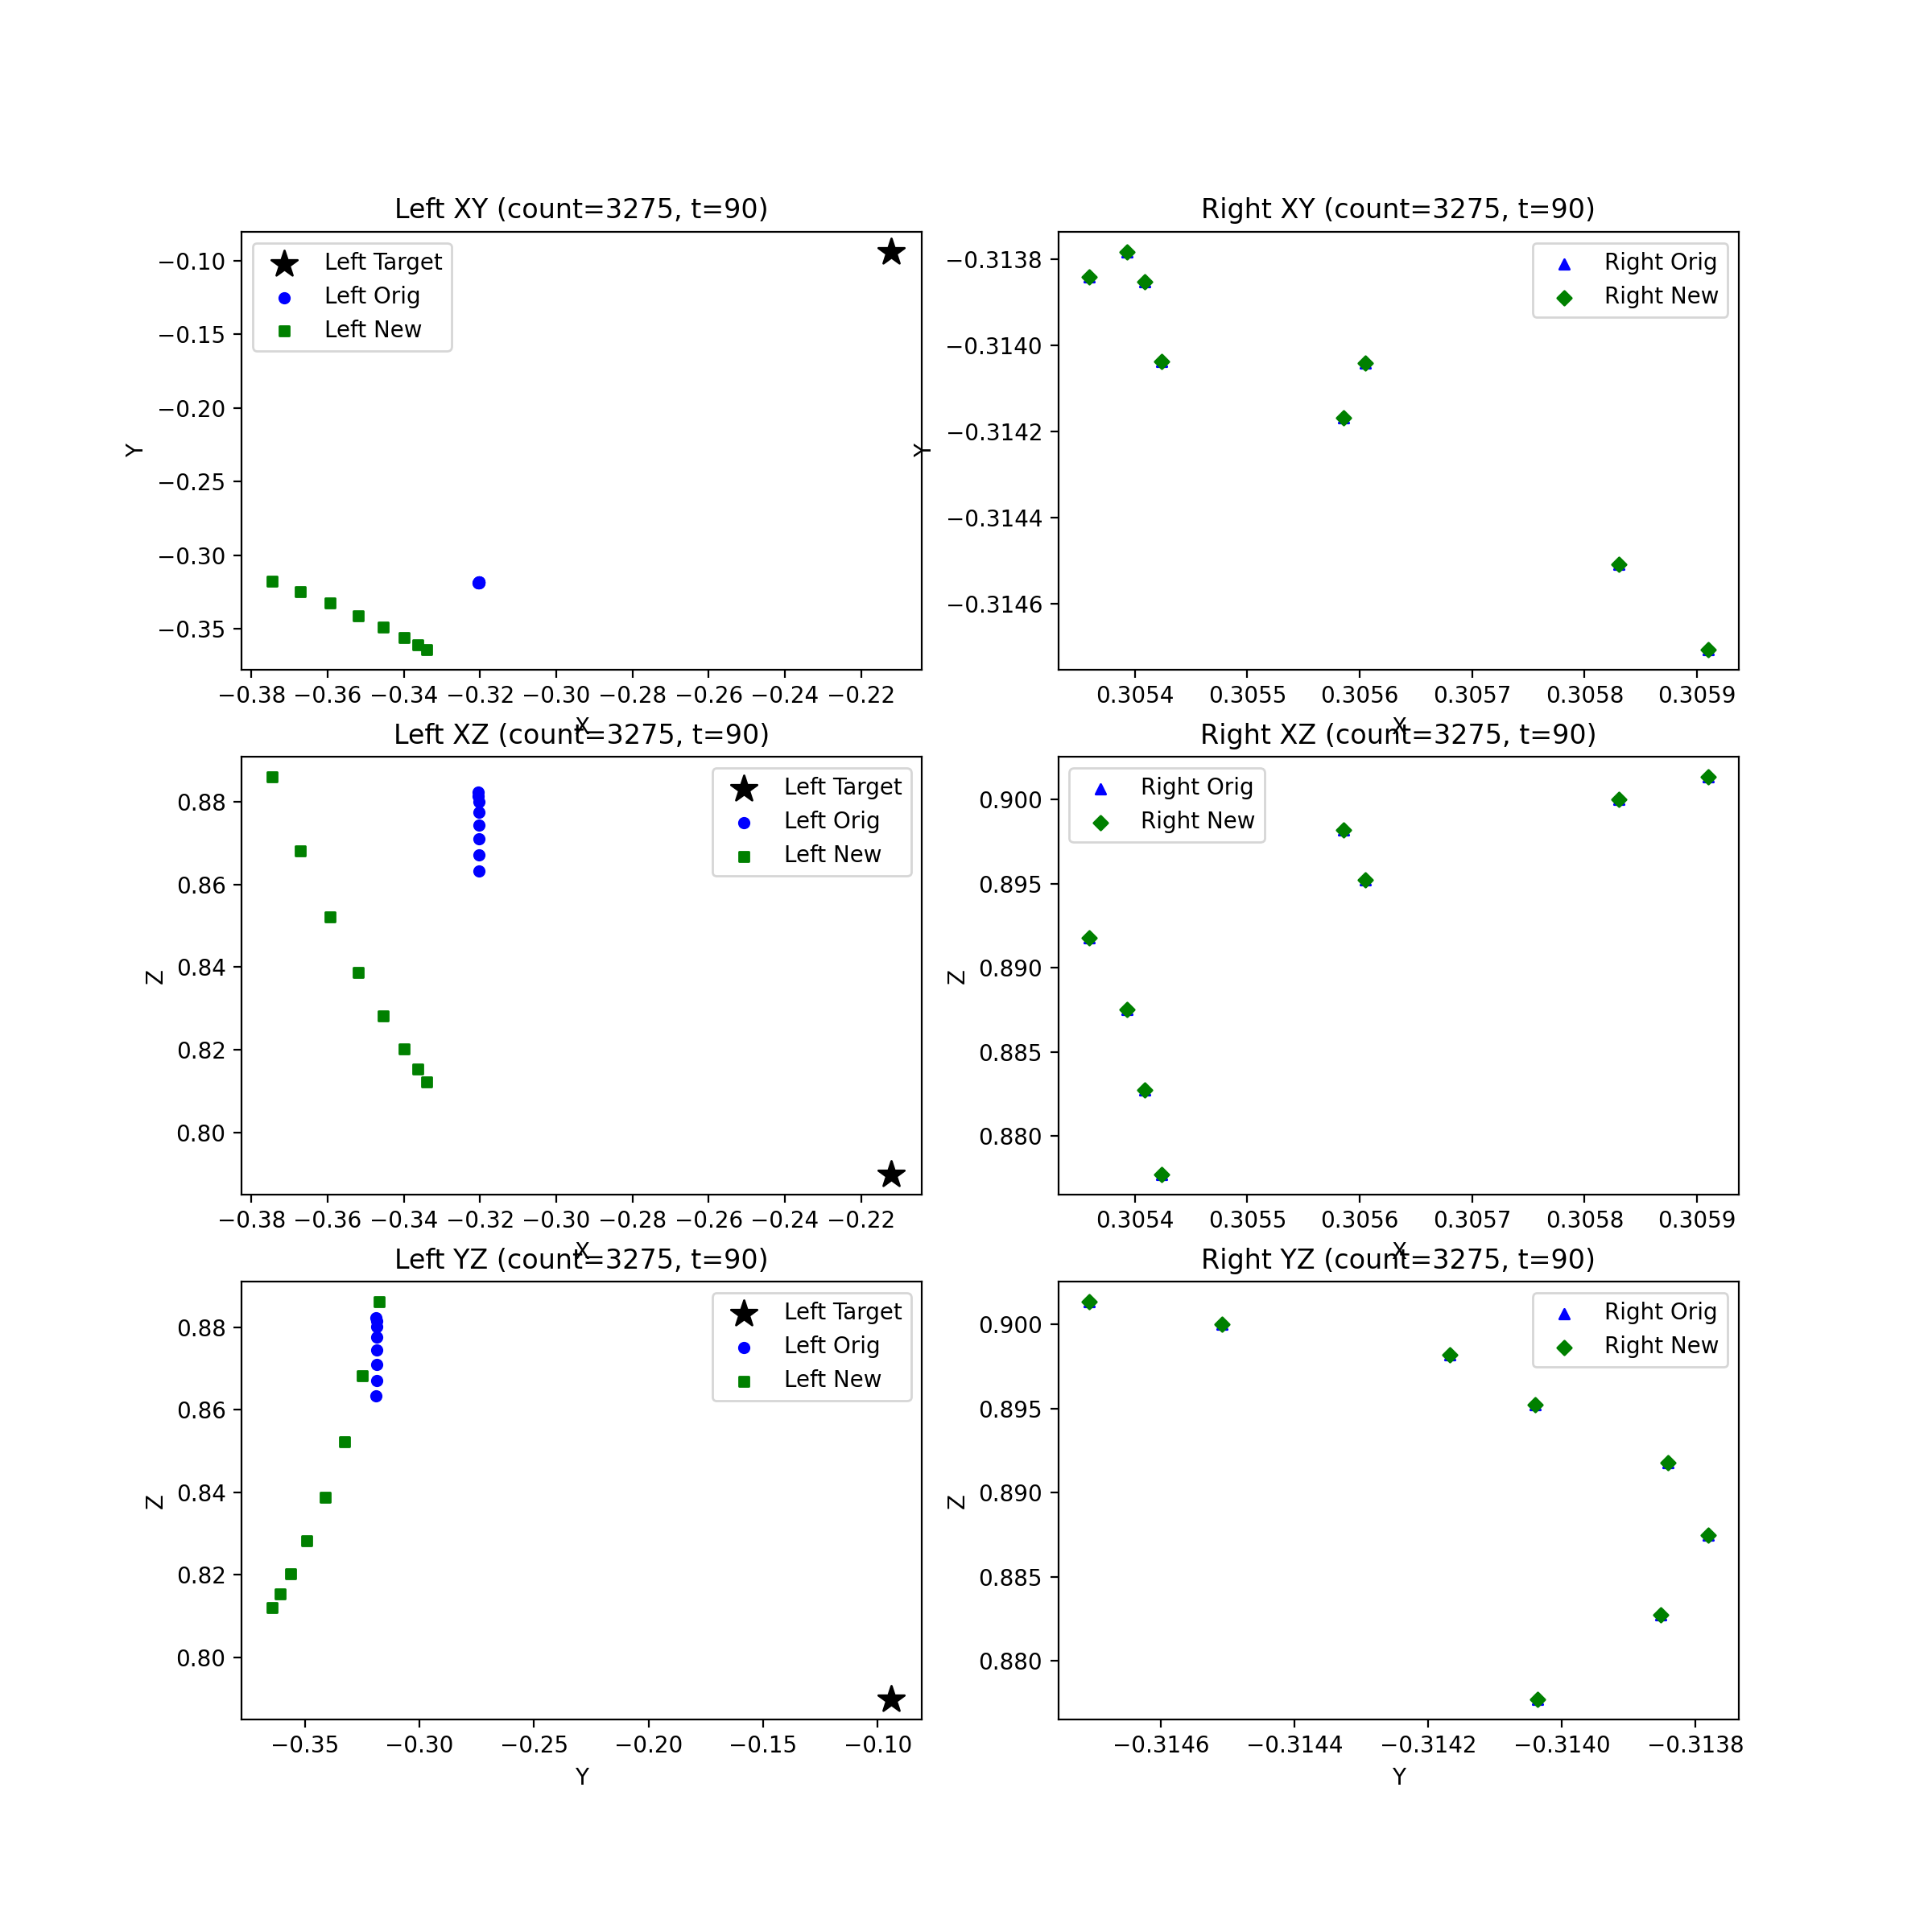 Left XY (count=3275, t=90)
Left Target
Left Orig
Left New
−0.10
−0.15
−0.20
−0.25
−0.30
−0.35
Y
−0.38 −0.36 −0.34 −0.32 −0.30 −0.28 −0.26 −0.24 −0.22
X
Right XY (count=3275, t=90)
Right Orig
Right New
−0.3138
−0.3140
−0.3142
−0.3144
−0.3146
Y
0.3054 0.3055 0.3056 0.3057 0.3058 0.3059
X
Left XZ (count=3275, t=90)
Left Target
Left Orig
Left New
0.88
0.86
0.84
0.82
0.80
Z
−0.38 −0.36 −0.34 −0.32 −0.30 −0.28 −0.26 −0.24 −0.22
X
Right XZ (count=3275, t=90)
Right Orig
Right New
0.900
0.895
0.890
0.885
0.880
Z
0.3054 0.3055 0.3056 0.3057 0.3058 0.3059
X
Left YZ (count=3275, t=90)
Left Target
Left Orig
Left New
0.88
0.86
0.84
0.82
0.80
Z
−0.35 −0.30 −0.25 −0.20 −0.15 −0.10
Y
Right YZ (count=3275, t=90)
Right Orig
Right New
0.900
0.895
0.890
0.885
0.880
Z
−0.3146 −0.3144 −0.3142 −0.3140 −0.3138
Y